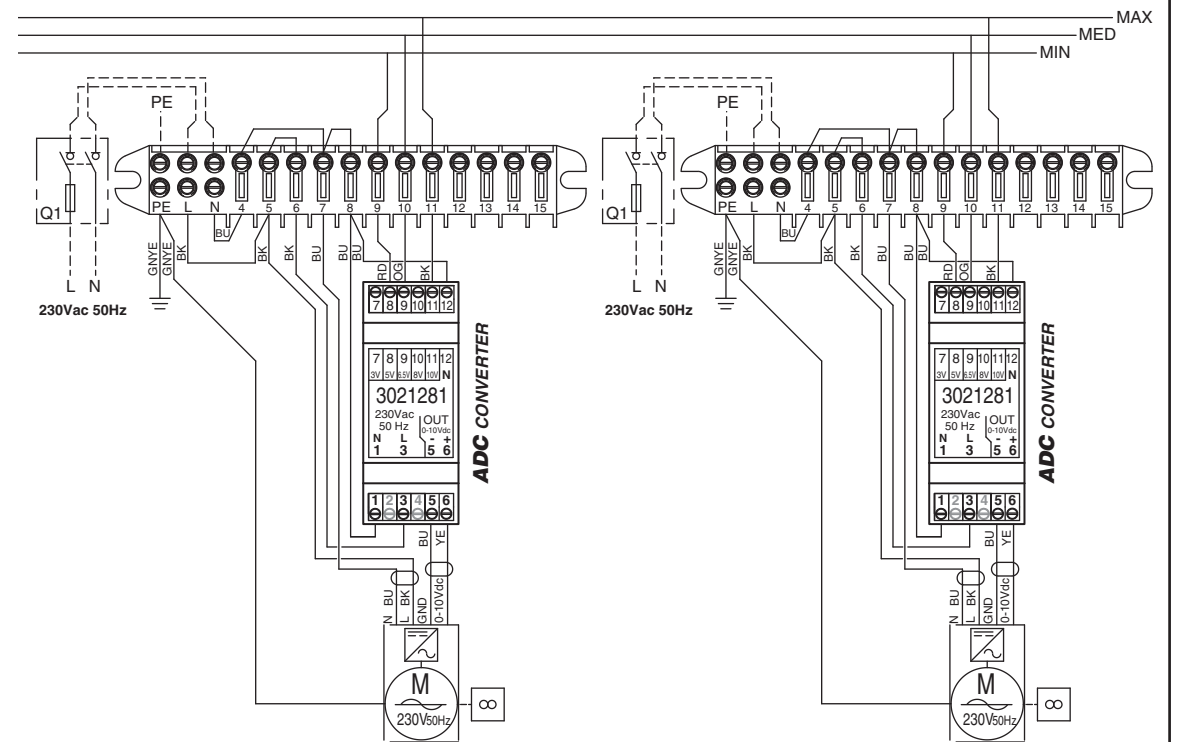 MAX
MED
MIN
PE
PE
Q1
PE L N 4 5 6 7 8 9 10 11 12 13 14 15
Q1
PE L N 4 5 6 7 8 9 10 11 12 13 14 15
BU
BU
GNYE
GNYE
BK
BK
BK
BU
BU
BU
RD
OG
BK
GNYE
GNYE
BK
BK
BK
BU
BU
BU
RD
OG
BK
L N
230Vac 50Hz
L N
230Vac 50Hz
7 8 9 10 11 12
7 8 9 10 11 12
3V 5V 6.5V 8V 10V N
3021281
230Vac
50 Hz
OUT
0-10Vdc
N L - +
1 3 5 6
ADC CONVERTER
1 2 3 4 5 6
7 8 9 10 11 12
7 8 9 10 11 12
3V 5V 6.5V 8V 10V N
3021281
230Vac
50 Hz
OUT
0-10Vdc
N L - +
1 3 5 6
ADC CONVERTER
1 2 3 4 5 6
BU
YE
N BU
L BK
GND
0-10Vdc
M
230V50Hz
BU
YE
N BU
L BK
GND
0-10Vdc
M
230V50Hz